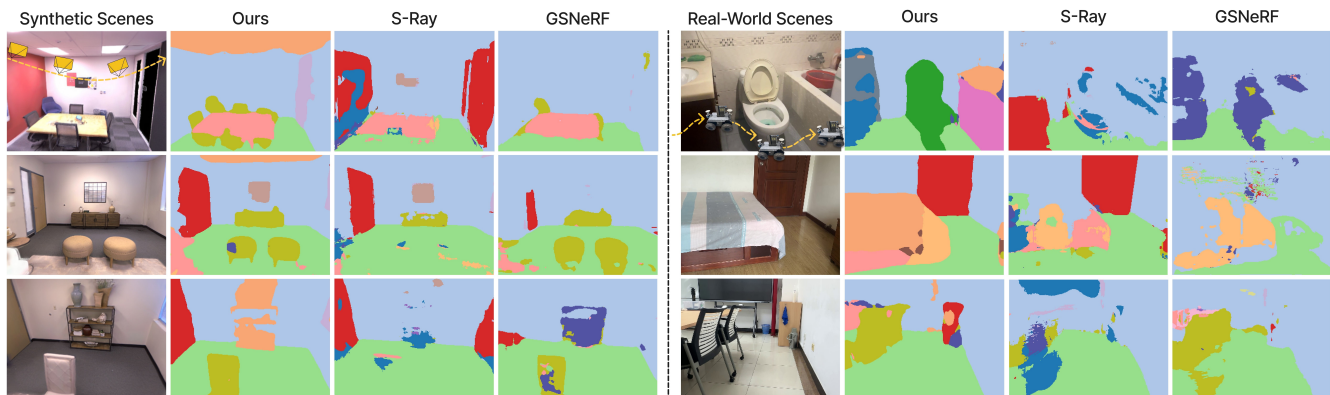 Synthetic Scenes
Ours
S-Ray
GSNeRF
Real-World Scenes
Ours
S-Ray
GSNeRF